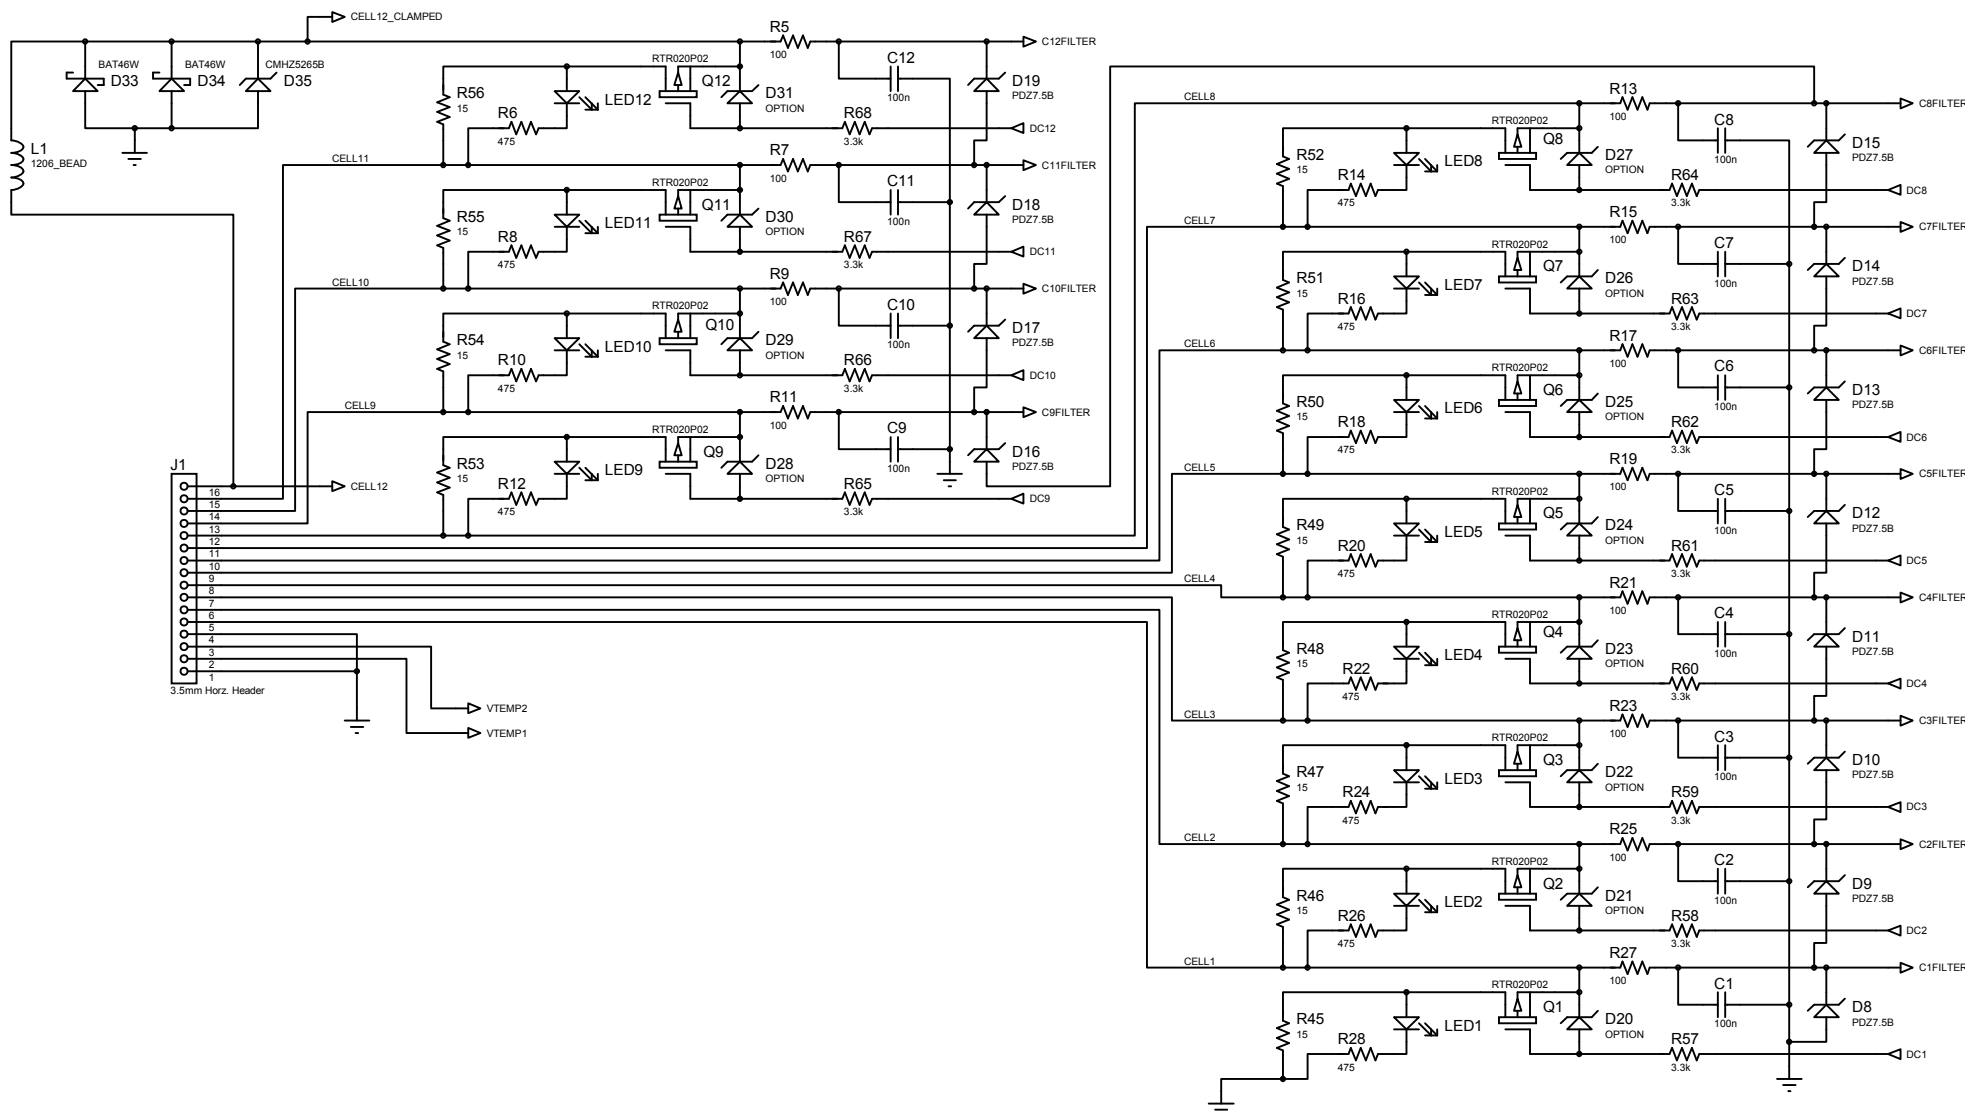 CELL12_CLAMPED
BAT46W
D33
BAT46W
D34
CMHZ5265B
D35
L1
1206_BEAD
R5
100
C12FILTER
RTR020P02
Q12
C12
100n
D19
PDZ7.5B
R56
15
R6
475
LED12
D31
OPTION
R68
3.3k
DC12
CELL11
R7
100
C11FILTER
RTR020P02
Q11
C11
100n
D18
PDZ7.5B
R55
15
R8
475
LED11
D30
OPTION
R67
3.3k
DC11
CELL10
R9
100
C10FILTER
RTR020P02
Q10
C10
100n
D17
PDZ7.5B
R54
15
R10
475
LED10
D29
OPTION
R66
3.3k
DC10
CELL9
R11
100
C9FILTER
RTR020P02
Q9
C9
100n
D16
PDZ7.5B
R53
15
R12
475
LED9
D28
OPTION
R65
3.3k
DC9
J1
CELL12
16
15
14
13
12
11
10
9
8
7
6
5
4
3
2
1
3.5mm Horz. Header
VTEMP2
VTEMP1
CELL8
R13
100
C8FILTER
RTR020P02
Q8
C8
100n
D15
PDZ7.5B
R52
15
R14
475
LED8
D27
OPTION
R64
3.3k
DC8
CELL7
R15
100
C7FILTER
RTR020P02
Q7
C7
100n
D14
PDZ7.5B
R51
15
R16
475
LED7
D26
OPTION
R63
3.3k
DC7
CELL6
R17
100
C6FILTER
RTR020P02
Q6
C6
100n
D13
PDZ7.5B
R50
15
R18
475
LED6
D25
OPTION
R62
3.3k
DC6
CELL5
R19
100
C5FILTER
RTR020P02
Q5
C5
100n
D12
PDZ7.5B
R49
15
R20
475
LED5
D24
OPTION
R61
3.3k
DC5
CELL4
R21
100
C4FILTER
RTR020P02
Q4
C4
100n
D11
PDZ7.5B
R48
15
R22
475
LED4
D23
OPTION
R60
3.3k
DC4
CELL3
R23
100
C3FILTER
RTR020P02
Q3
C3
100n
D10
PDZ7.5B
R47
15
R24
475
LED3
D22
OPTION
R59
3.3k
DC3
CELL2
R25
100
C2FILTER
RTR020P02
Q2
C2
100n
D9
PDZ7.5B
R46
15
R26
475
LED2
D21
OPTION
R58
3.3k
DC2
CELL1
R27
100
C1FILTER
RTR020P02
Q1
C1
100n
D8
PDZ7.5B
R45
15
R28
475
LED1
D20
OPTION
R57
3.3k
DC1